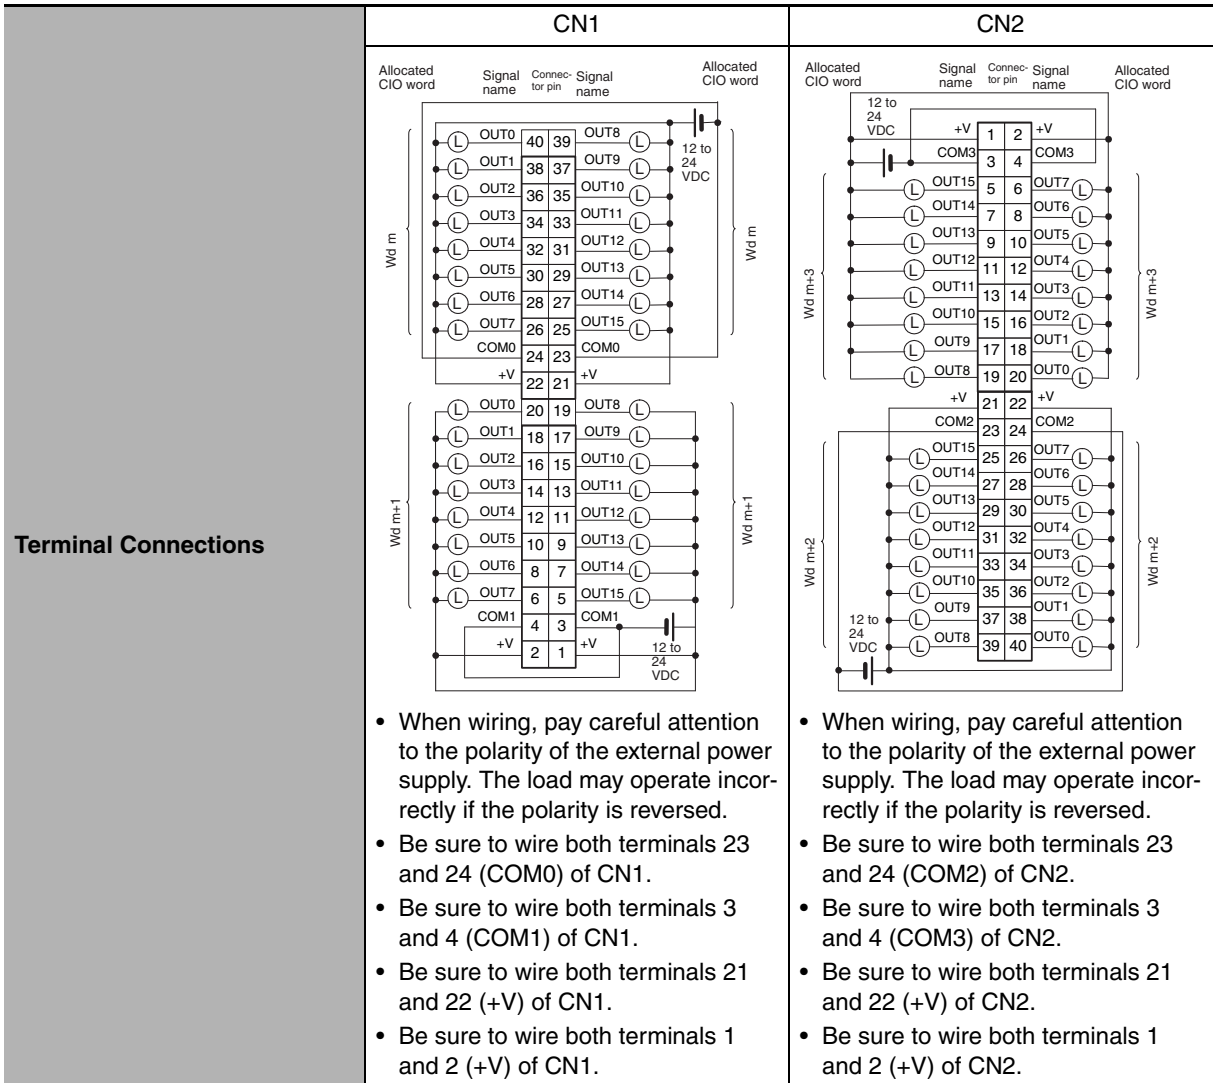 CN1
CN2
Terminal Connections
Allocated CIO word
Signal name
Connec-tor pin
Signal name
Allocated CIO word
12 to 24 VDC
Wd m
Wd m
OUT0 40 39 OUT8
OUT1 38 37 OUT9
OUT2 36 35 OUT10
OUT3 34 33 OUT11
OUT4 32 31 OUT12
OUT5 30 29 OUT13
OUT6 28 27 OUT14
OUT7 26 25 OUT15
COM0 24 23 COM0
+V 22 21 +V
Wd m+1
Wd m+1
OUT0 20 19 OUT8
OUT1 18 17 OUT9
OUT2 16 15 OUT10
OUT3 14 13 OUT11
OUT4 12 11 OUT12
OUT5 10 9 OUT13
OUT6 8 7 OUT14
OUT7 6 5 OUT15
COM1 4 3 COM1
+V 2 1 +V
12 to 24 VDC
• When wiring, pay careful attention
to the polarity of the external power
supply. The load may operate incor-
rectly if the polarity is reversed.
• Be sure to wire both terminals 23
and 24 (COM0) of CN1.
• Be sure to wire both terminals 3
and 4 (COM1) of CN1.
• Be sure to wire both terminals 21
and 22 (+V) of CN1.
• Be sure to wire both terminals 1
and 2 (+V) of CN1.
Allocated CIO word
Signal name
Connec-tor pin
Signal name
Allocated CIO word
12 to 24 VDC
+V 1 2 +V
COM3 3 4 COM3
Wd m+3
Wd m+3
OUT15 5 6 OUT7
OUT14 7 8 OUT6
OUT13 9 10 OUT5
OUT12 11 12 OUT4
OUT11 13 14 OUT3
OUT10 15 16 OUT2
OUT9 17 18 OUT1
OUT8 19 20 OUT0
+V 21 22 +V
COM2 23 24 COM2
Wd m+2
Wd m+2
OUT15 25 26 OUT7
OUT14 27 28 OUT6
OUT13 29 30 OUT5
OUT12 31 32 OUT4
OUT11 33 34 OUT3
OUT10 35 36 OUT2
OUT9 37 38 OUT1
OUT8 39 40 OUT0
12 to 24 VDC
• When wiring, pay careful attention
to the polarity of the external power
supply. The load may operate incor-
rectly if the polarity is reversed.
• Be sure to wire both terminals 23
and 24 (COM2) of CN2.
• Be sure to wire both terminals 3
and 4 (COM3) of CN2.
• Be sure to wire both terminals 21
and 22 (+V) of CN2.
• Be sure to wire both terminals 1
and 2 (+V) of CN2.